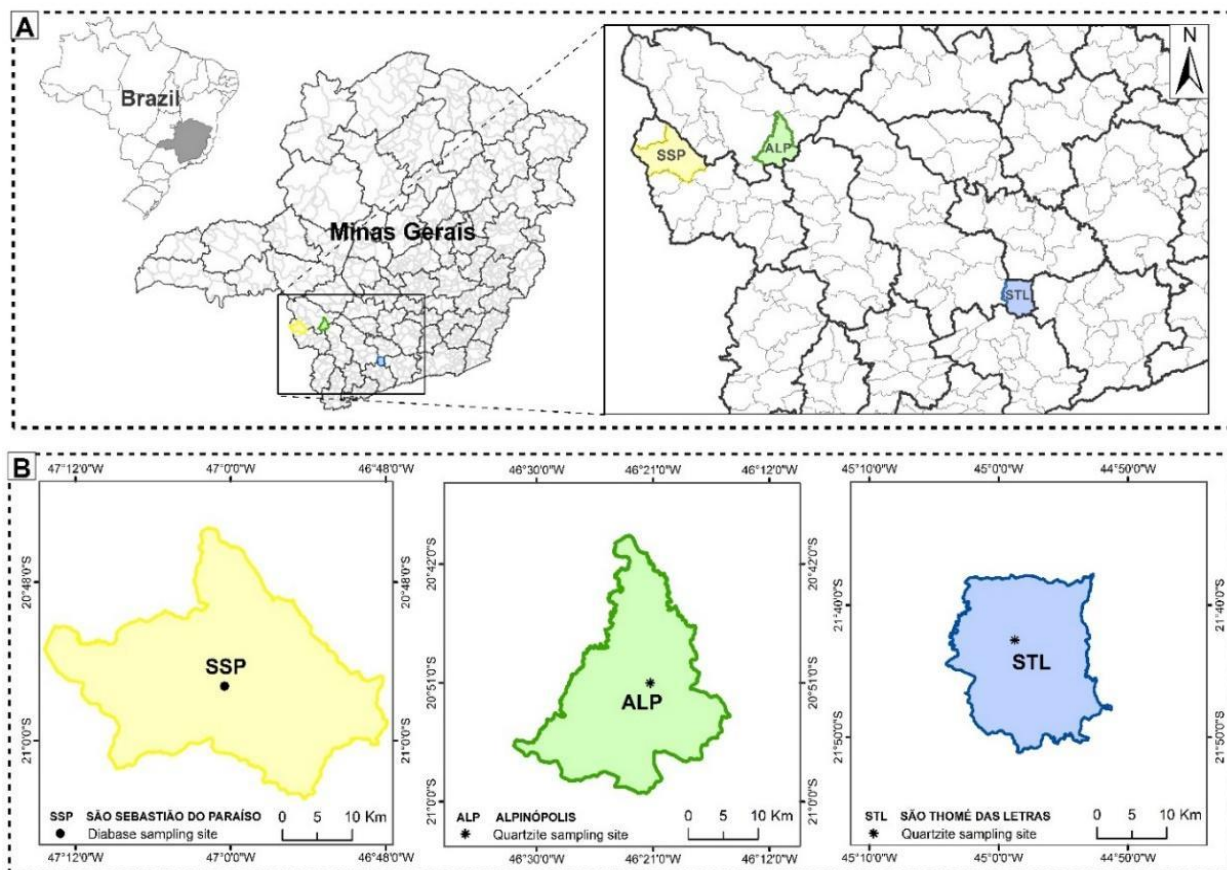 A
Brazil
Minas Gerais
N
SSP
ALP
STL
B
47°12'0"W 47°0'0"W 46°48'0"W
46°30'0"W 46°21'0"W 46°12'0"W
45°10'0"W 45°0'0"W 44°50'0"W
20°48'0"S 20°48'0"S
21°0'0"S 21°0'0"S
SSP
20°42'0"S 20°42'0"S
20°51'0"S 20°51'0"S
21°0'0"S 21°0'0"S
ALP
21°40'0"S 21°40'0"S
21°50'0"S 21°50'0"S
STL
SSP SÃO SEBASTIÃO DO PARAÍSO
Diabase sampling site
0 5 10 Km
ALP ALPINÓPOLIS
Quartzite sampling site
0 5 10 Km
STL SÃO THOMÉ DAS LETRAS
Quartzite sampling site
0 5 10 Km
47°12'0"W 47°0'0"W 46°48'0"W
46°30'0"W 46°21'0"W 46°12'0"W
45°10'0"W 45°0'0"W 44°50'0"W